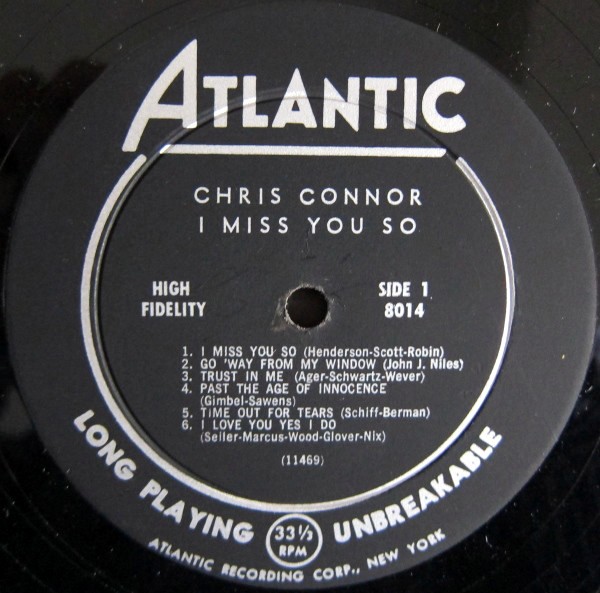 ATLANTIC
CHRIS CONNOR
I MISS YOU SO
HIGH FIDELITY
SIDE 1
8014
1. I MISS YOU SO (Henderson-Scott-Robin)
2. GO 'WAY FROM MY WINDOW (John J. Niles)
3. TRUST IN ME (Ager-Schwartz-Wever)
4. PAST THE AGE OF INNOCENCE
(Gimbel-Sawens)
5. TIME OUT FOR TEARS (Schiff-Berman)
6. I LOVE YOU YES I DO
(Seiler-Marcus-Wood-Glover-Nix)
(11469)
LONG PLAYING 33⅓ RPM UNBREAKABLE
ATLANTIC RECORDING CORP., NEW YORK